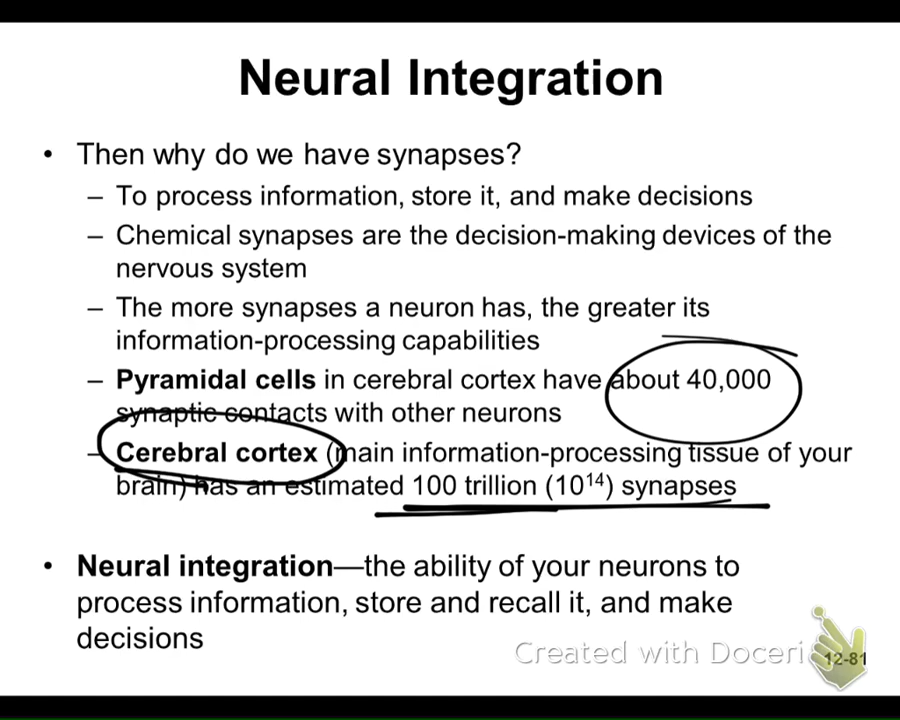 Neural Integration
• Then why do we have synapses?
– To process information, store it, and make decisions
– Chemical synapses are the decision-making devices of the
nervous system
– The more synapses a neuron has, the greater its
information-processing capabilities
– Pyramidal cells in cerebral cortex have about 40,000
synaptic contacts with other neurons
– Cerebral cortex (main information-processing tissue of your
brain) has an estimated 100 trillion (10¹⁴) synapses
• Neural integration—the ability of your neurons to
process information, store and recall it, and make
decisions
Created with Doceri
12-81